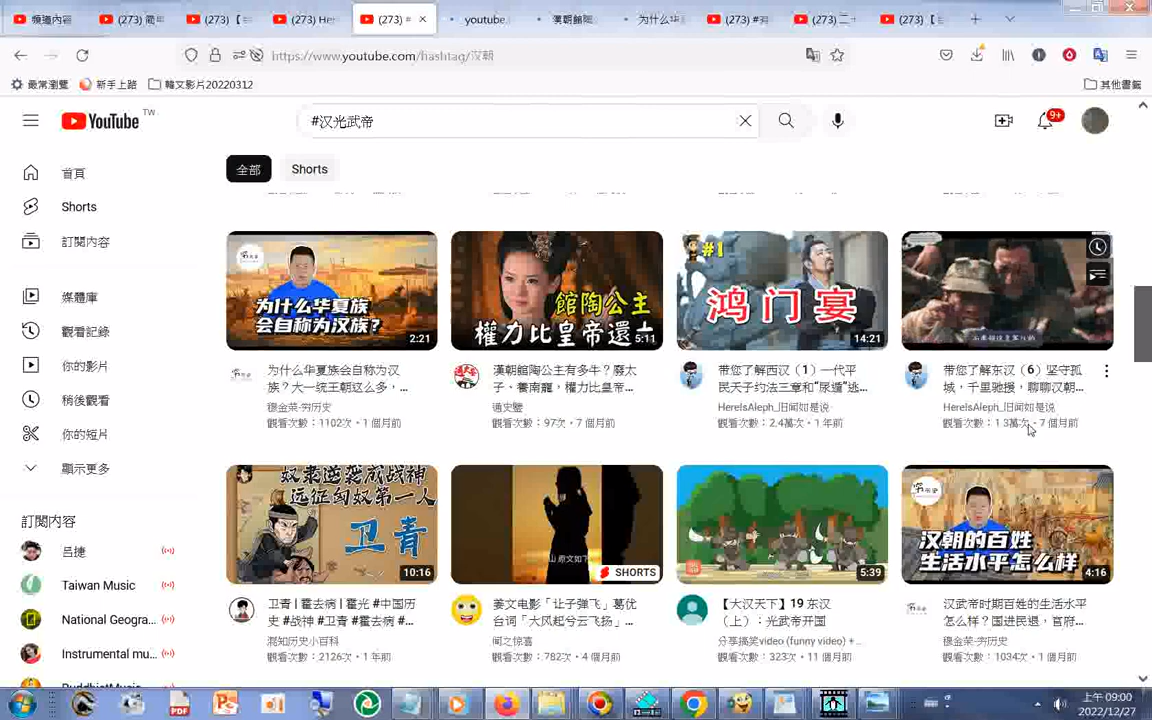 頻道內容
(273) 簡單
(273) 【
(273) He
(273) #
youtube.
漢朝館陶
为什么华
(273) #漢
(273) 二十
(273) 【
https://www.youtube.com/hashtag/汉朝
最常瀏覽
新手上路
韓文影片20220312
其他書籤
YouTube TW
#汉光武帝
9+
全部
Shorts
首頁
Shorts
訂閱內容
媒體庫
觀看記錄
你的影片
稍後觀看
你的短片
顯示更多
訂閱內容
呂捷
Taiwan Music
National Geogra...
Instrumental mu...
BuddhistMusic
为什么华夏族
会自称为汉族?
2:21
館陶公主
權力比皇帝還大
5:11
#1
鸿门宴
14:21
为什么华夏族会自称为汉
族？大一统王朝这么多，...
穆金荣-穷历史
觀看次數：1102次・1 個月前
漢朝館陶公主有多牛？廢太
子、養南寵，權力比皇帝...
通史鑒
觀看次數：97次・7 個月前
带您了解西汉（1）一代平
民天子约法三章和“尿遁”逃...
HereIsAleph_旧闻如是说
觀看次數：2.4萬次・1 年前
带您了解东汉（6）坚守孤
城，千里驰援，聊聊汉朝...
HereIsAleph_旧闻如是说
觀看次數：1.3萬次・7 個月前
奴隶逆袭成战神
远征匈奴第一人
卫青
10:16
山 原文如下
SHORTS
5:39
汉朝的百姓
生活水平怎么样
4:16
卫青 | 霍去病 | 霍光 #中国历
史 #战神 #卫青 #霍去病 #...
混知历史小百科
觀看次數：2126次・1 年前
姜文电影「让子弹飞」葛优
台词「大风起兮云飞扬」...
闻之惊喜
觀看次數：782次・4 個月前
【大汉天下】19 东汉
（上）：光武帝开国
分享搞笑video (funny video) +...
觀看次數：323次・11 個月前
汉武帝时期百姓的生活水平
怎么样？国进民退，官府...
穆金荣-穷历史
觀看次數：1034次・1 個月前
上午 09:00
2022/12/27